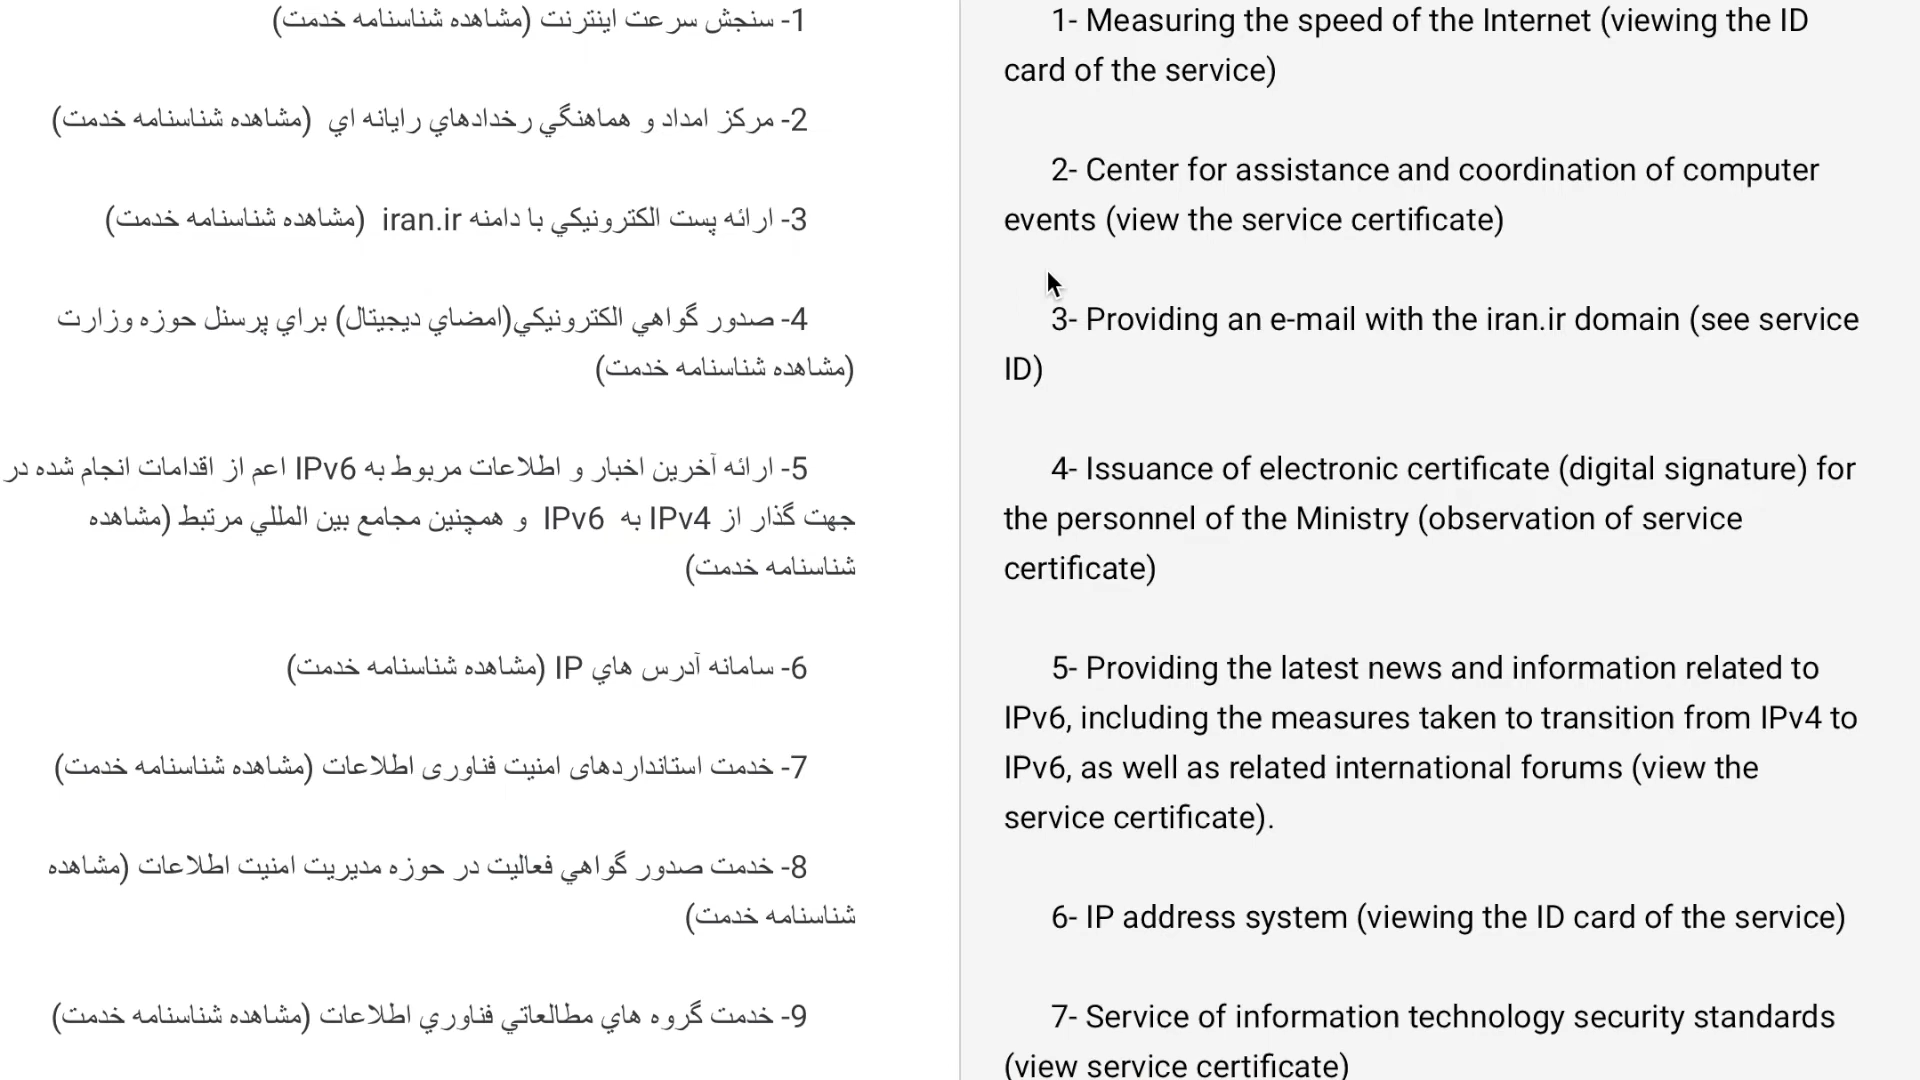 1- سنجش سرعت اینترنت (مشاهده شناسنامه خدمت)
2- مرکز امداد و هماهنگي رخدادهاي رايانه اي (مشاهده شناسنامه خدمت)
3- ارائه پست الکترونيکي با دامنه iran.ir (مشاهده شناسنامه خدمت)
4- صدور گواهي الکترونيکي(امضاي ديجيتال) براي پرسنل حوزه وزارت
(مشاهده شناسنامه خدمت)
5- ارائه آخرين اخبار و اطلاعات مربوط به IPv6 اعم از اقدامات انجام شده در
جهت گذار از IPv4 به IPv6 و همچنين مجامع بين المللي مرتبط (مشاهده
شناسنامه خدمت)
6- سامانه آدرس هاي IP (مشاهده شناسنامه خدمت)
7- خدمت استانداردهای امنیت فناوری اطلاعات (مشاهده شناسنامه خدمت)
8- خدمت صدور گواهي فعاليت در حوزه مديريت امنيت اطلاعات (مشاهده
شناسنامه خدمت)
9- خدمت گروه هاي مطالعاتي فناوري اطلاعات (مشاهده شناسنامه خدمت)
1- Measuring the speed of the Internet (viewing the ID
card of the service)
2- Center for assistance and coordination of computer
events (view the service certificate)
3- Providing an e-mail with the iran.ir domain (see service
ID)
4- Issuance of electronic certificate (digital signature) for
the personnel of the Ministry (observation of service
certificate)
5- Providing the latest news and information related to
IPv6, including the measures taken to transition from IPv4 to
IPv6, as well as related international forums (view the
service certificate).
6- IP address system (viewing the ID card of the service)
7- Service of information technology security standards
(view service certificate)